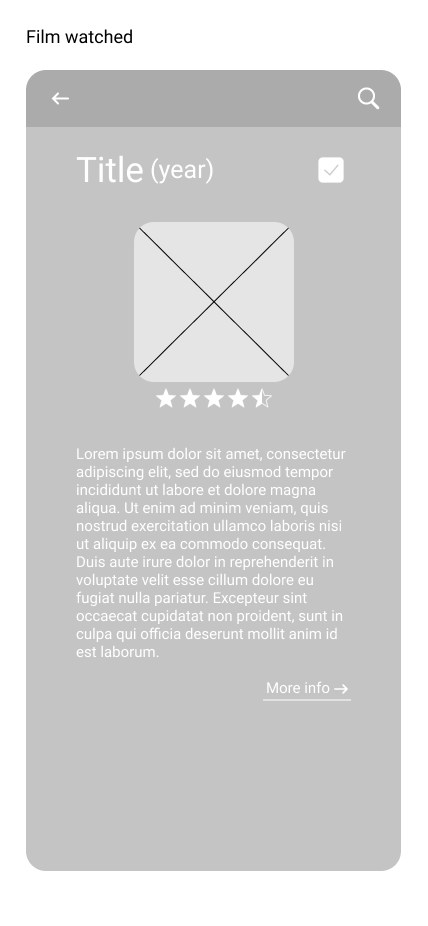 Film watched
Title (year)
Lorem ipsum dolor sit amet, consectetur
adipiscing elit, sed do eiusmod tempor
incididunt ut labore et dolore magna
aliqua. Ut enim ad minim veniam, quis
nostrud exercitation ullamco laboris nisi
ut aliquip ex ea commodo consequat.
Duis aute irure dolor in reprehenderit in
voluptate velit esse cillum dolore eu
fugiat nulla pariatur. Excepteur sint
occaecat cupidatat non proident, sunt in
culpa qui officia deserunt mollit anim id
est laborum.
More info